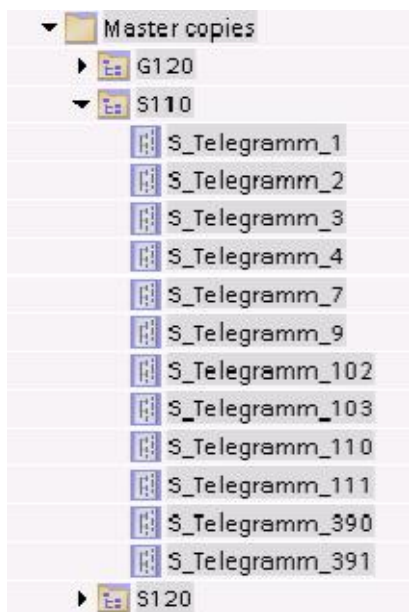 Master copies
G120
S110
S_Telegramm_1
S_Telegramm_2
S_Telegramm_3
S_Telegramm_4
S_Telegramm_7
S_Telegramm_9
S_Telegramm_102
S_Telegramm_103
S_Telegramm_110
S_Telegramm_111
S_Telegramm_390
S_Telegramm_391
S120